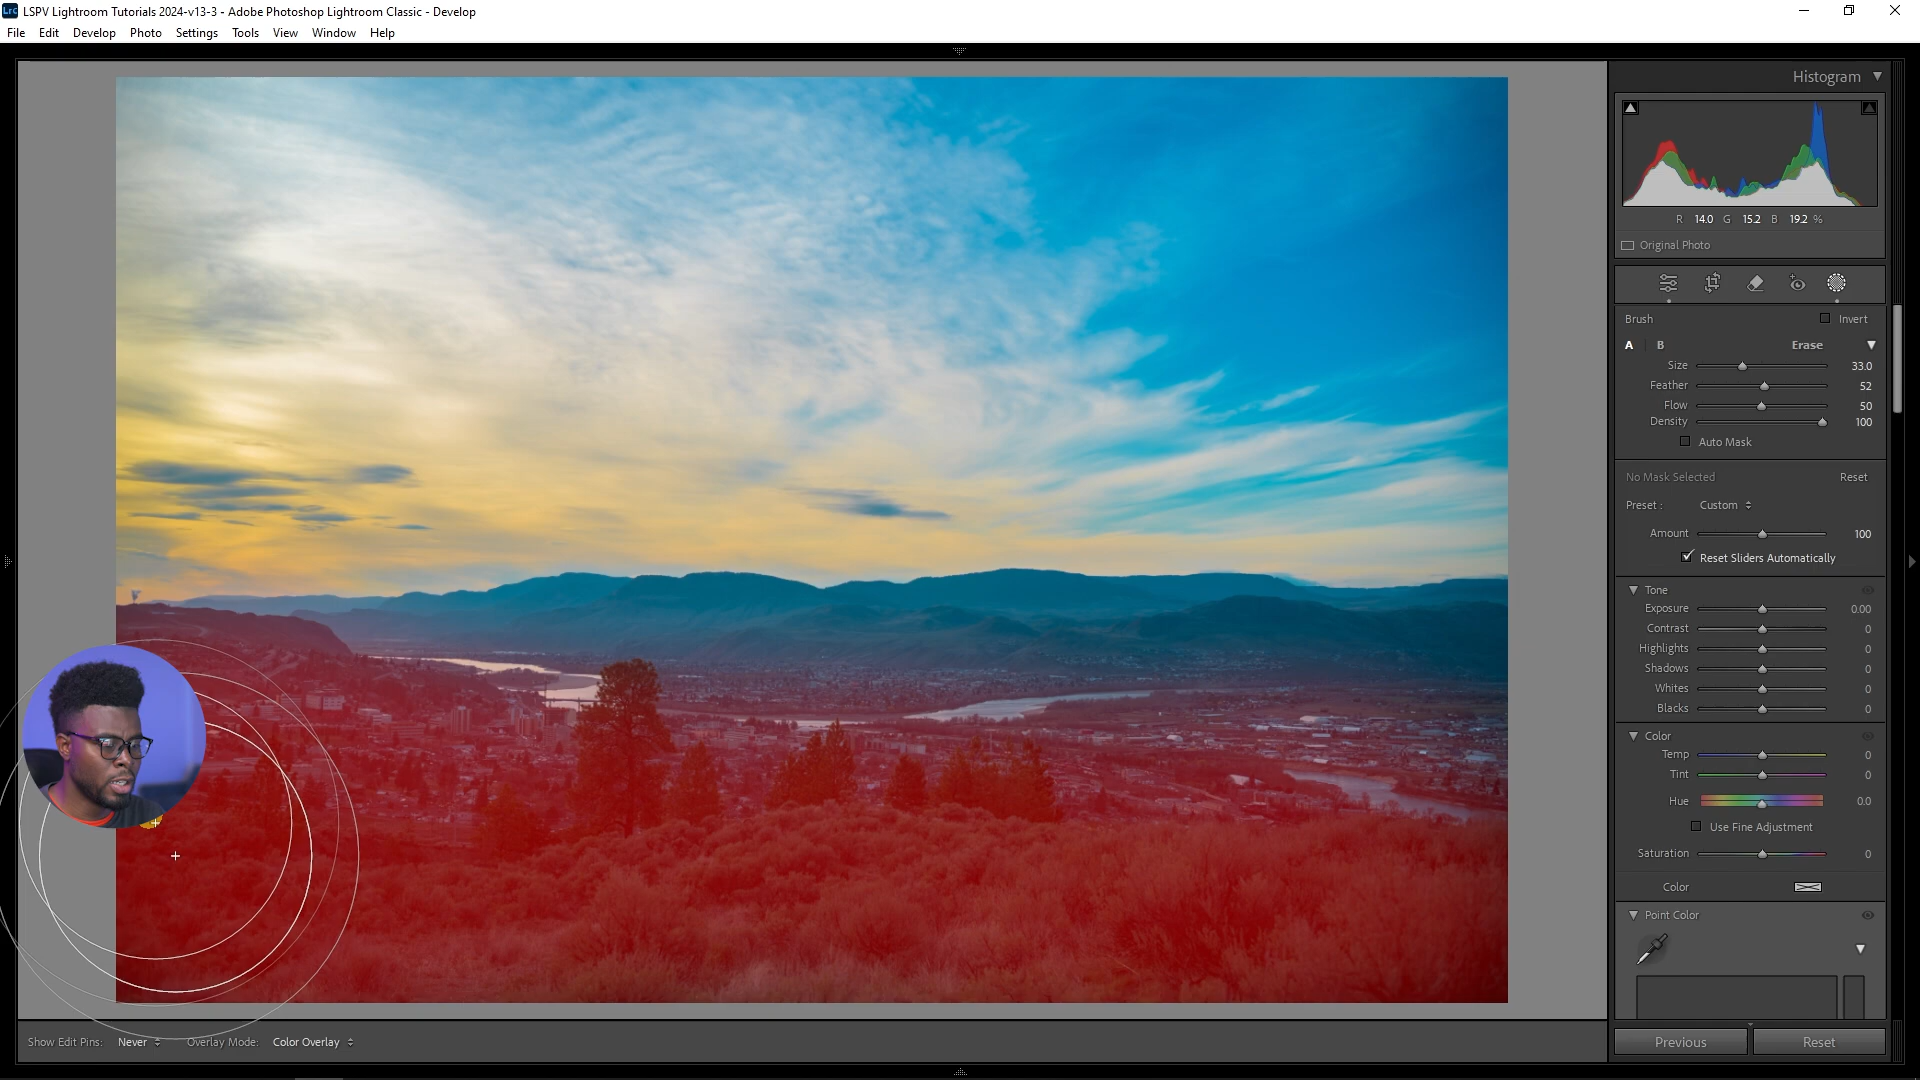 Lrc LSPV Lightroom Tutorials 2024-v13-3 - Adobe Photoshop Lightroom Classic - Develop
File Edit Develop Photo Settings Tools View Window Help
Histogram
R 14.0 G 15.2 B 19.2 %
Original Photo
Brush Invert
A B Erase
Size 33.0
Feather 52
Flow 50
Density 100
Auto Mask
No Mask Selected Reset
Preset : Custom
Amount 100
Reset Sliders Automatically
Tone
Exposure 0.00
Contrast 0
Highlights 0
Shadows 0
Whites 0
Blacks 0
Color
Temp 0
Tint 0
Hue 0.0
Use Fine Adjustment
Saturation 0
Color
Point Color
Show Edit Pins: Never Overlay Mode: Color Overlay
Previous Reset